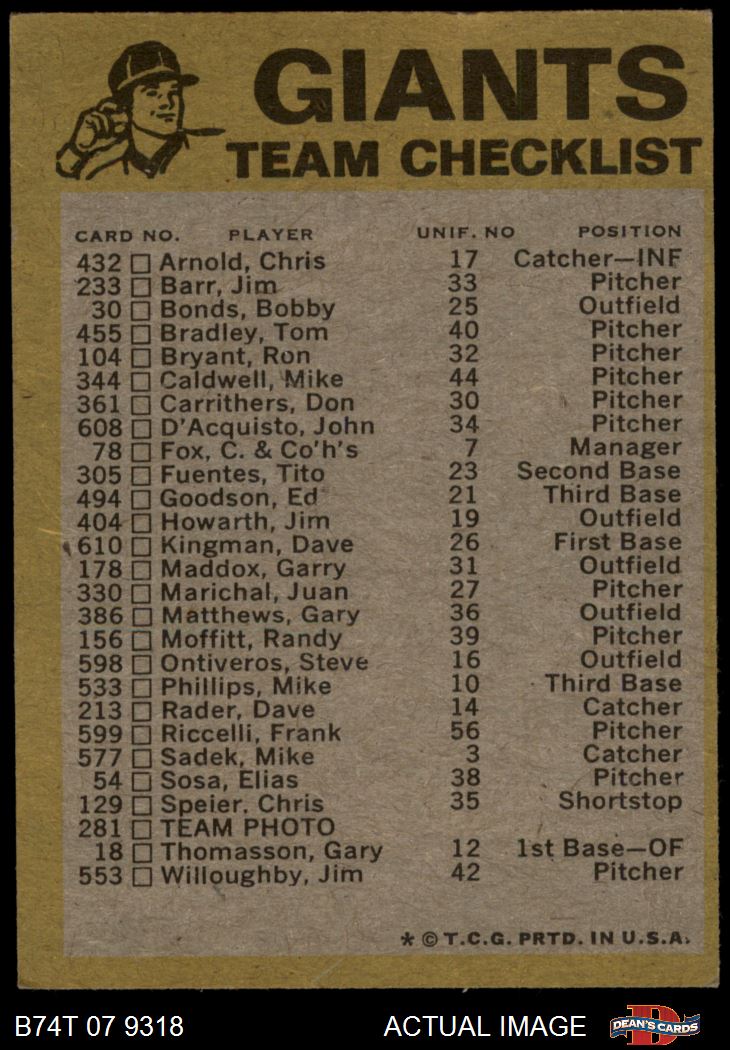 GIANTS
TEAM CHECKLIST
CARD NO. PLAYER UNIF. NO POSITION
432 Arnold, Chris 17 Catcher—INF
233 Barr, Jim 33 Pitcher
30 Bonds, Bobby 25 Outfield
455 Bradley, Tom 40 Pitcher
104 Bryant, Ron 32 Pitcher
344 Caldwell, Mike 44 Pitcher
361 Carrithers, Don 30 Pitcher
608 D'Acquisto, John 34 Pitcher
78 Fox, C. & Co'h's 7 Manager
305 Fuentes, Tito 23 Second Base
494 Goodson, Ed 21 Third Base
404 Howarth, Jim 19 Outfield
610 Kingman, Dave 26 First Base
178 Maddox, Garry 31 Outfield
330 Marichal, Juan 27 Pitcher
386 Matthews, Gary 36 Outfield
156 Moffitt, Randy 39 Pitcher
598 Ontiveros, Steve 16 Outfield
533 Phillips, Mike 10 Third Base
213 Rader, Dave 14 Catcher
599 Riccelli, Frank 56 Pitcher
577 Sadek, Mike 3 Catcher
54 Sosa, Elias 38 Pitcher
129 Speier. Chris 35 Shortstop
281 TEAM PHOTO
18 Thomasson, Gary 12 1st Base—OF
553 Willoughby, Jim 42 Pitcher
* © T.C.G. PRTD. IN U.S.A.
B74T 07 9318 ACTUAL IMAGE D DEAN'S CARDS